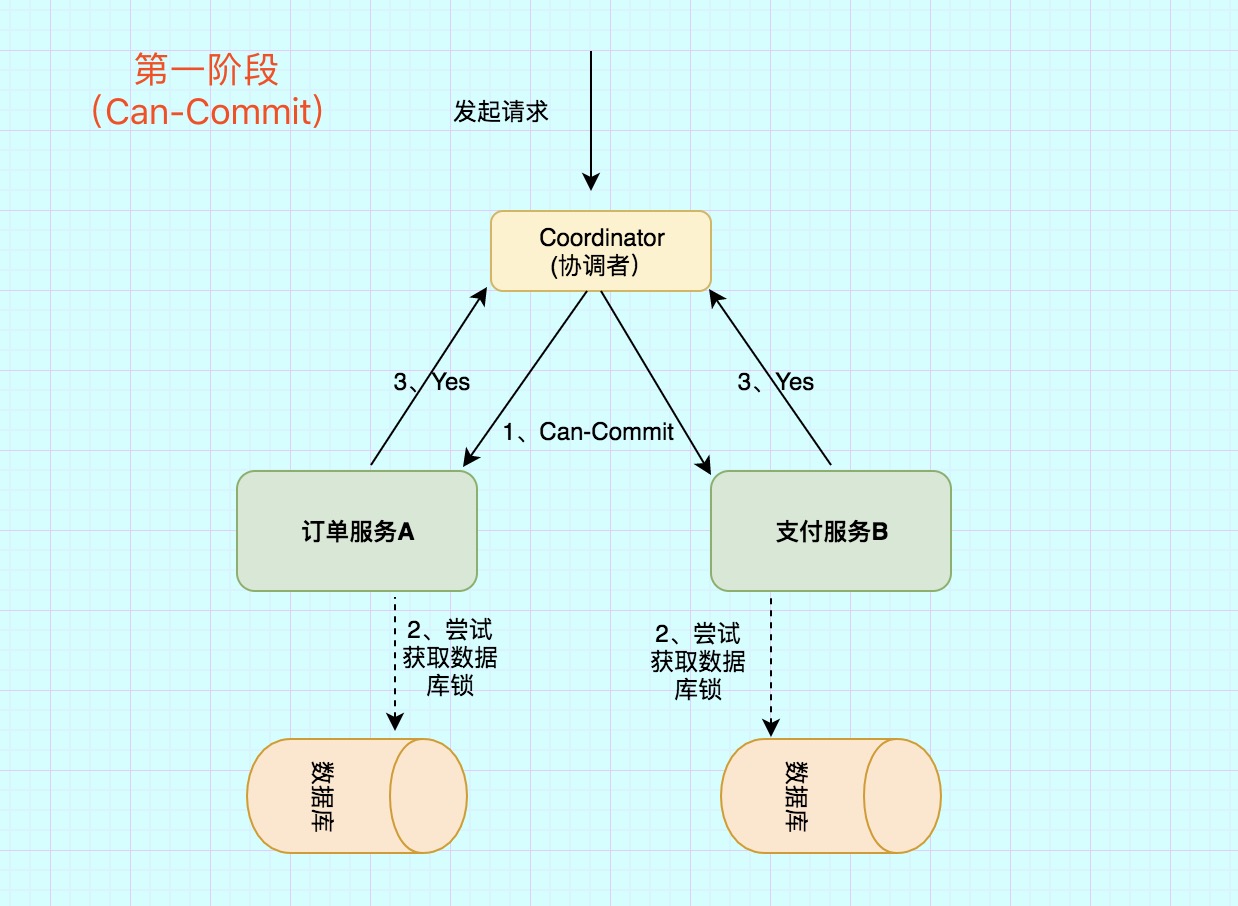 第一阶段
（Can-Commit）
发起请求
Coordinator
(协调者）
3、Yes
3、Yes
1、Can-Commit
订单服务A
支付服务B
2、尝试
获取数据
库锁
2、尝试
获取数据
库锁
数据库
数据库